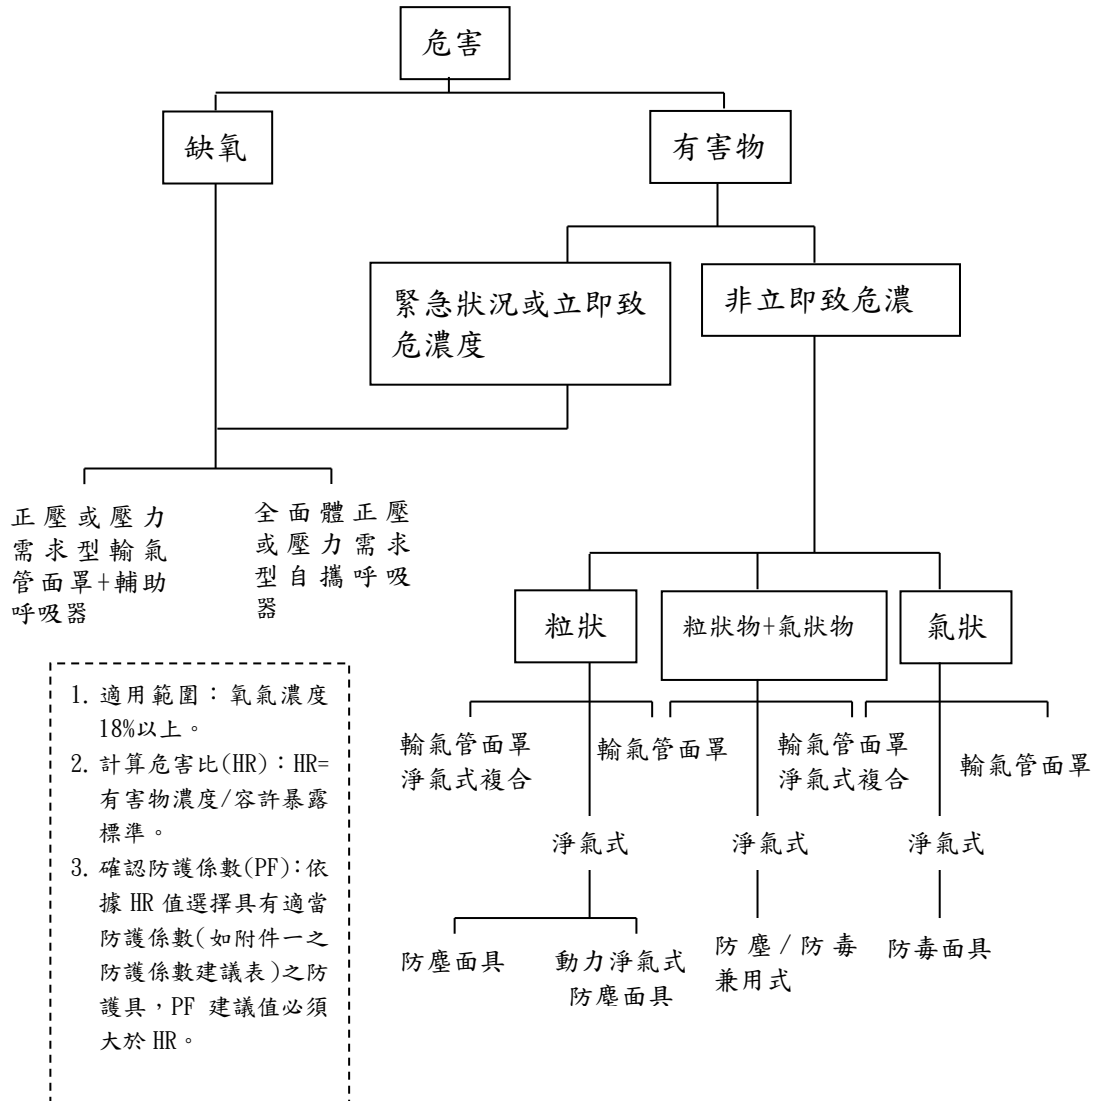 危害
缺氧
有害物
緊急狀況或立即致
危濃度
非立即致危濃
正壓或壓力
需求型輸氣
管面罩+輔助
呼吸器
全面體正壓
或壓力需求
型自攜呼吸
器
粒狀
粒狀物+氣狀物
氣狀
輸氣管面罩
淨氣式複合
輸氣管面罩
輸氣管面罩
淨氣式複合
輸氣管面罩
淨氣式
淨氣式
淨氣式
防塵面具
動力淨氣式
防塵面具
防塵/防毒
兼用式
防毒面具
1. 適用範圍：氧氣濃度
18%以上。
2. 計算危害比(HR)：HR=
有害物濃度/容許暴露
標準。
3. 確認防護係數(PF)：依
據 HR 值選擇具有適當
防護係數(如附件一之
防護係數建議表)之防
護具，PF 建議值必須
大於 HR。